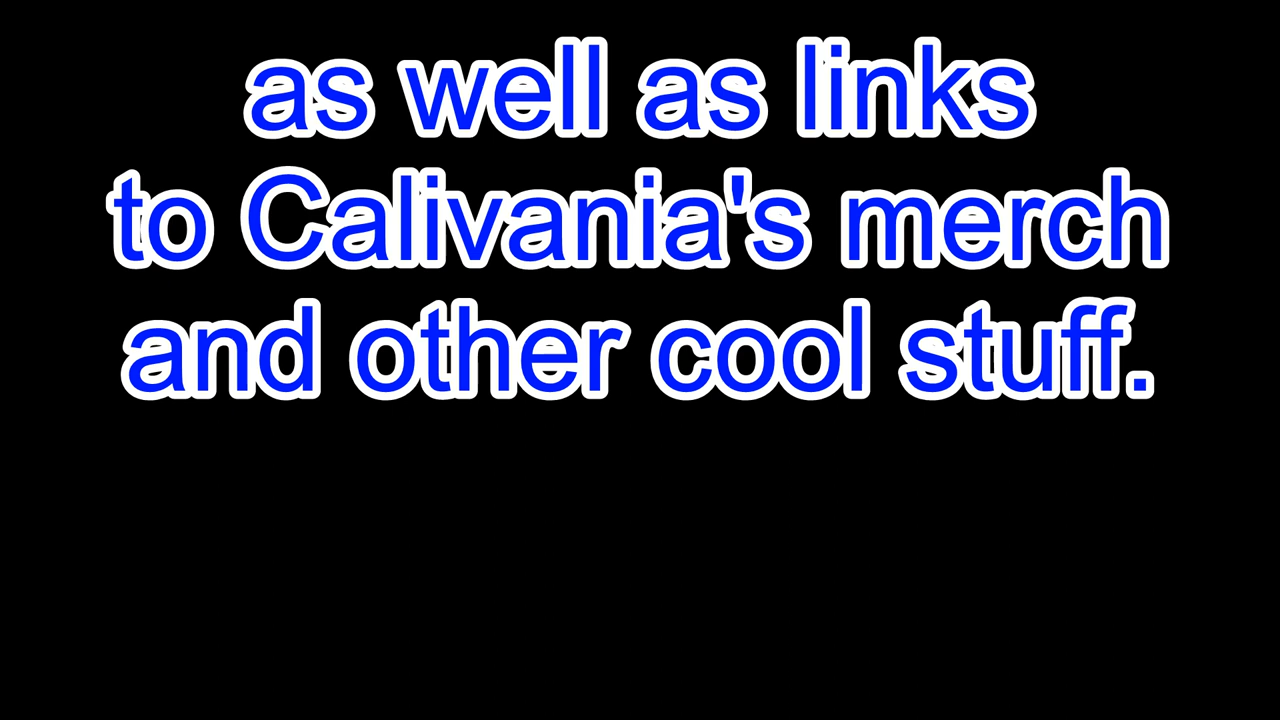 as well as links
to Calivania's merch
and other cool stuff.